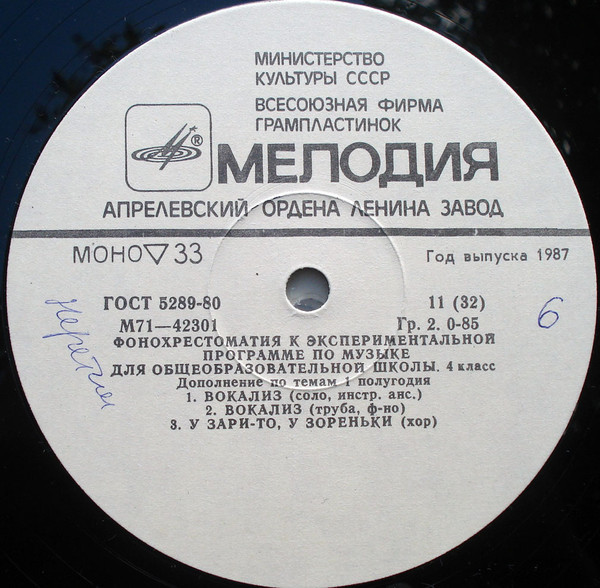 МИНИСТЕРСТВО
КУЛЬТУРЫ СССР
ВСЕСОЮЗНАЯ ФИРМА
ГРАМПЛАСТИНОК
®
МЕЛОДИЯ
АПРЕЛЕВСКИЙ ОРДЕНА ЛЕНИНА ЗАВОД
МОНО ▽ 33
Год выпуска 1987
ГОСТ 5289-80
11 (32)
6
М71—42301
Гр. 2. 0-85
ФОНОХРЕСТОМАТИЯ К ЭКСПЕРИМЕНТАЛЬНОЙ
ПРОГРАММЕ ПО МУЗЫКЕ
ДЛЯ ОБЩЕОБРАЗОВАТЕЛЬНОЙ ШКОЛЫ. 4 класс
Дополнение по темам 1 полугодия
1. ВОКАЛИЗ (соло, инстр. анс.)
2. ВОКАЛИЗ (труба, ф-но)
3. У ЗАРИ-ТО, У ЗОРЕНЬКИ (хор)